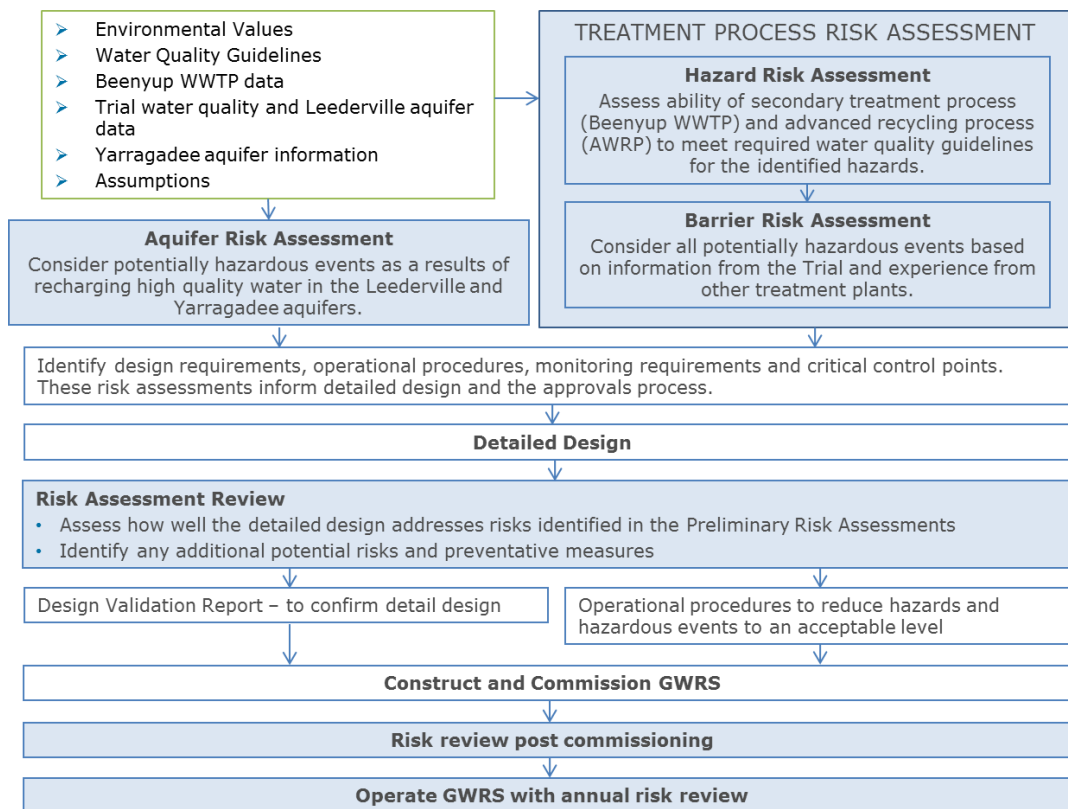 ➢ Environmental Values
➢ Water Quality Guidelines
➢ Beenyup WWTP data
➢ Trial water quality and Leederville aquifer
data
➢ Yarragadee aquifer information
➢ Assumptions
TREATMENT PROCESS RISK ASSESSMENT
Hazard Risk Assessment
Assess ability of secondary treatment process
(Beenyup WWTP) and advanced recycling process
(AWRP) to meet required water quality guidelines
for the identified hazards.
Barrier Risk Assessment
Consider all potentially hazardous events based
on information from the Trial and experience from
other treatment plants.
Aquifer Risk Assessment
Consider potentially hazardous events as a results of
recharging high quality water in the Leederville and
Yarragadee aquifers.
Identify design requirements, operational procedures, monitoring requirements and critical control points.
These risk assessments inform detailed design and the approvals process.
Detailed Design
Risk Assessment Review
• Assess how well the detailed design addresses risks identified in the Preliminary Risk Assessments
• Identify any additional potential risks and preventative measures
Design Validation Report – to confirm detail design
Operational procedures to reduce hazards and
hazardous events to an acceptable level
Construct and Commission GWRS
Risk review post commissioning
Operate GWRS with annual risk review